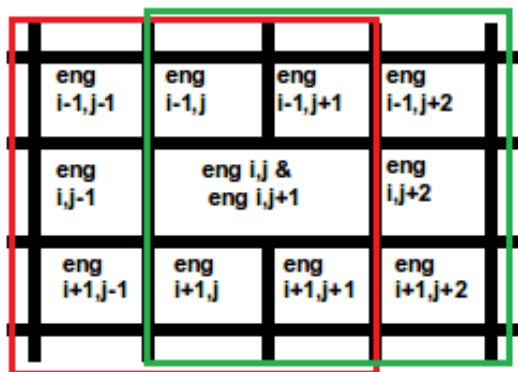 eng
i-1,j-1
eng
i-1,j
eng
i-1,j+1
eng
i-1,j+2
eng
i,j-1
eng i,j &
eng i,j+1
eng
i,j+2
eng
i+1,j-1
eng
i+1,j
eng
i+1,j+1
eng
i+1,j+2